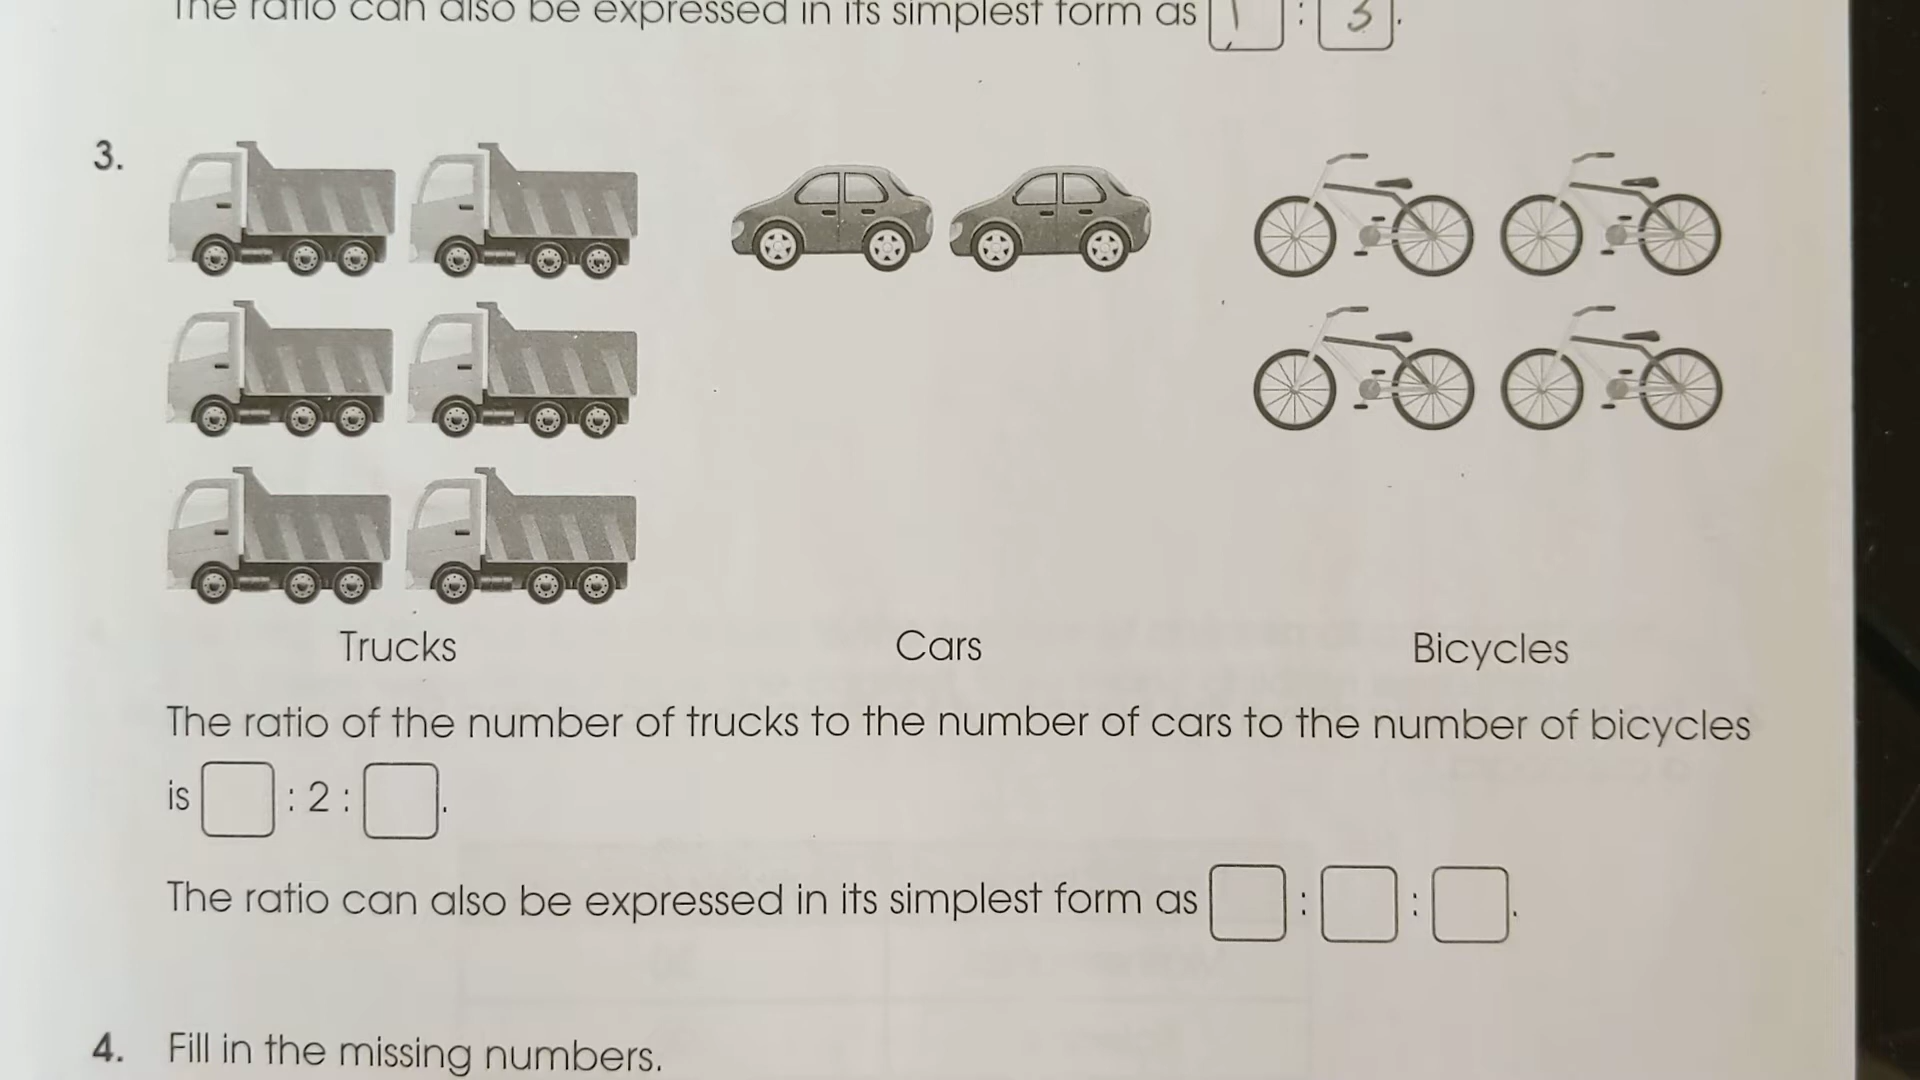 The ratio can also be expressed in its simplest form as 1 : 3.
3.
Trucks Cars Bicycles
The ratio of the number of trucks to the number of cars to the number of bicycles
is : 2 : .
The ratio can also be expressed in its simplest form as : : .
4. Fill in the missing numbers.